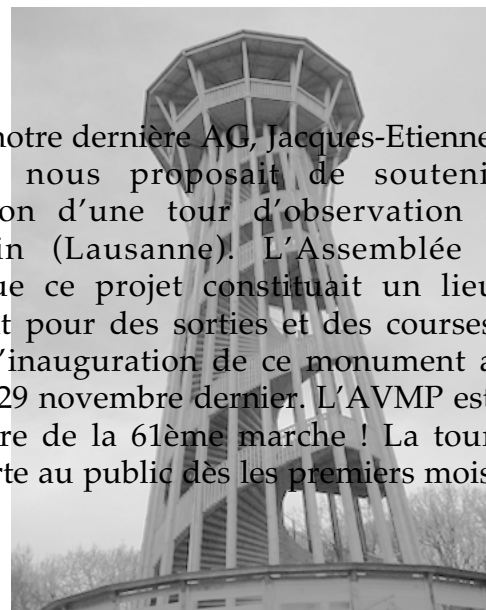 notre dernière AG, Jacques-Etienne
nous proposait de souteni
on d'une tour d'observation
in (Lausanne). L'Assemblée
ue ce projet constituait un lieu
t pour des sorties et des courses
'inauguration de ce monument a
29 novembre dernier. L'AVMP est
re de la 61ème marche ! La tour
rte au public dès les premiers mois